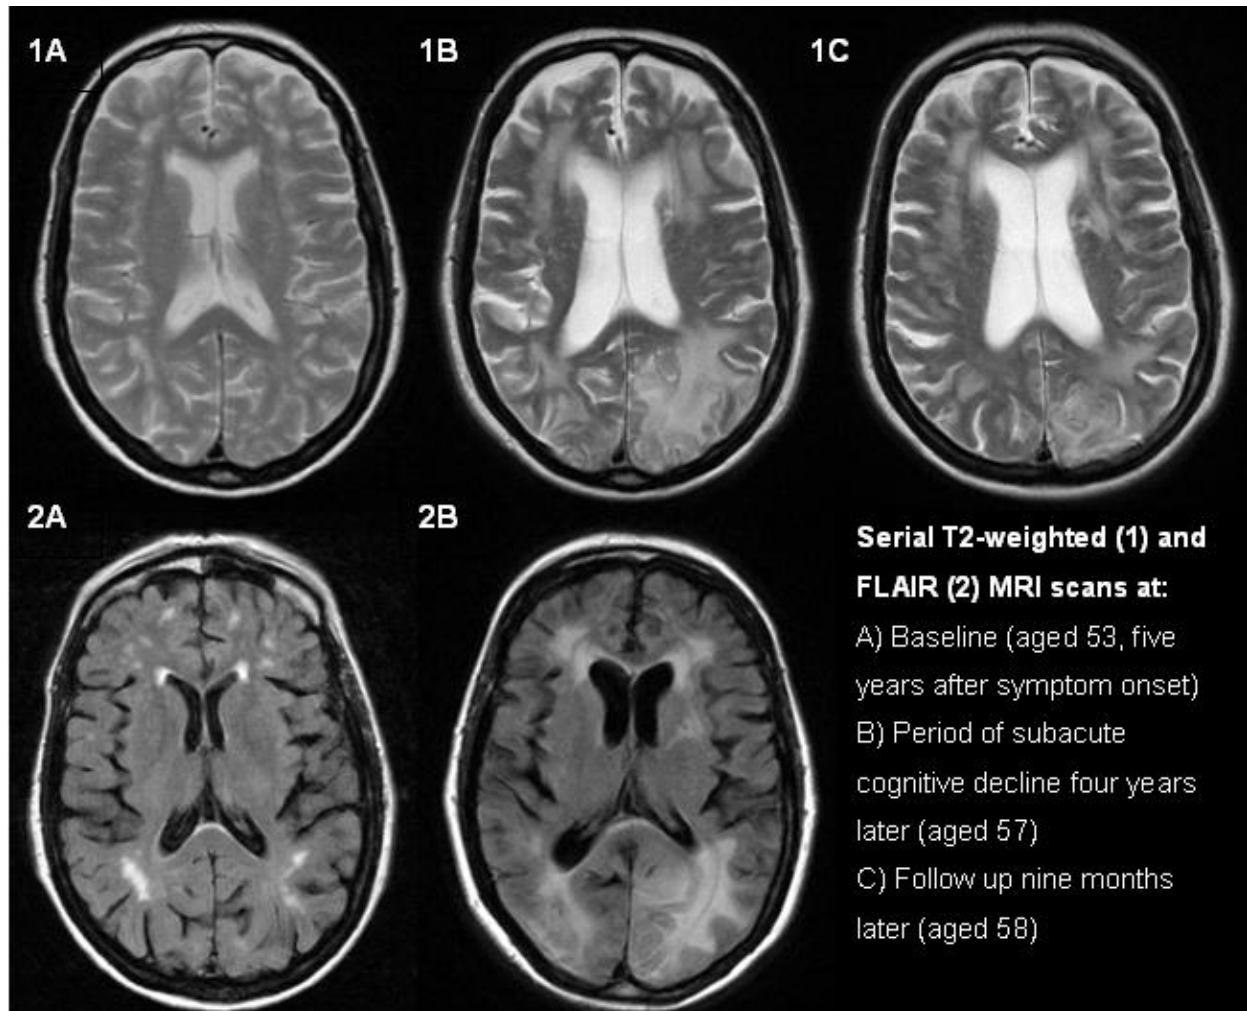 1A
1B
1C
2A
2B
Serial T2-weighted (1) and
FLAIR (2) MRI scans at:
A) Baseline (aged 53, five
years after symptom onset)
B) Period of subacute
cognitive decline four years
later (aged 57)
C) Follow up nine months
later (aged 58)